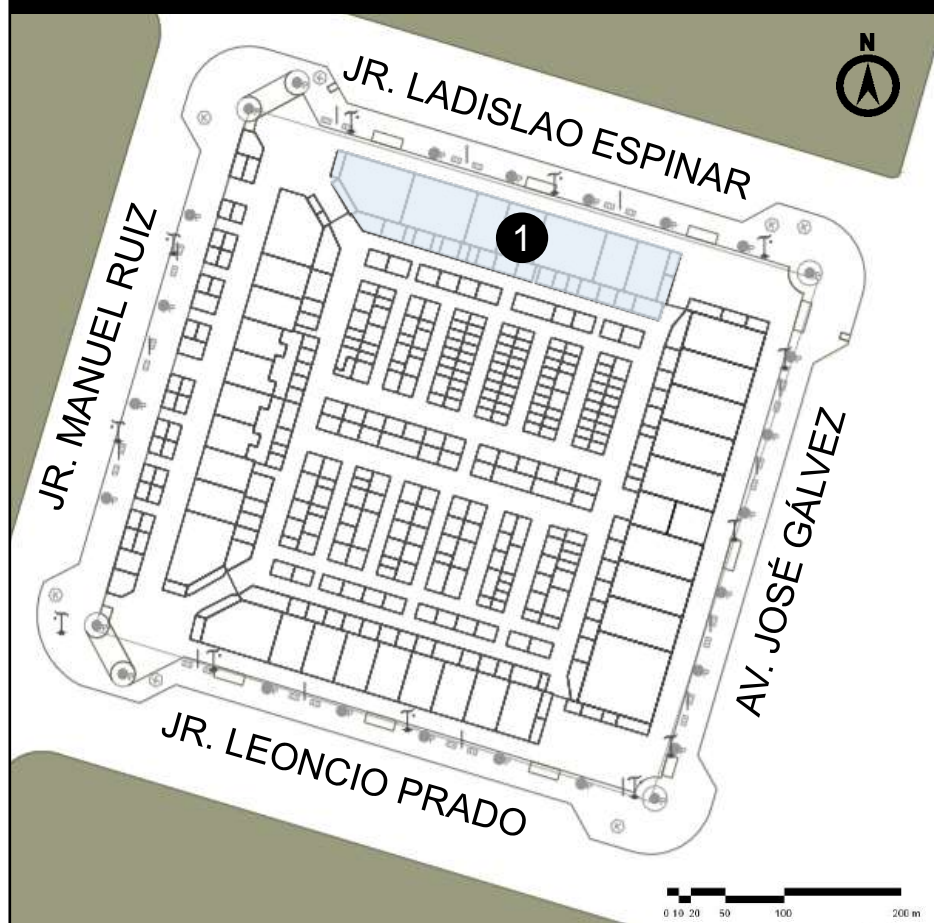 N
JR. LADISLAO ESPINAR
1
JR. MANUEL RUIZ
AV. JOSÉ GÁLVEZ
JR. LEONCIO PRADO
0 10 20 50 100 200 m